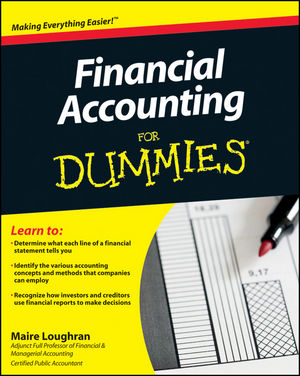 Making Everything Easier!™
Financial
Accounting
FOR
DUMMIES®
Learn to:
• Determine what each line of a financial
statement tells you
• Identify the various accounting
concepts and methods that companies
can employ
• Recognize how investors and creditors
use financial reports to make decisions
Maire Loughran
Adjunct Full Professor of Financial &
Managerial Accounting
Certified Public Accountant
18.29
9.17